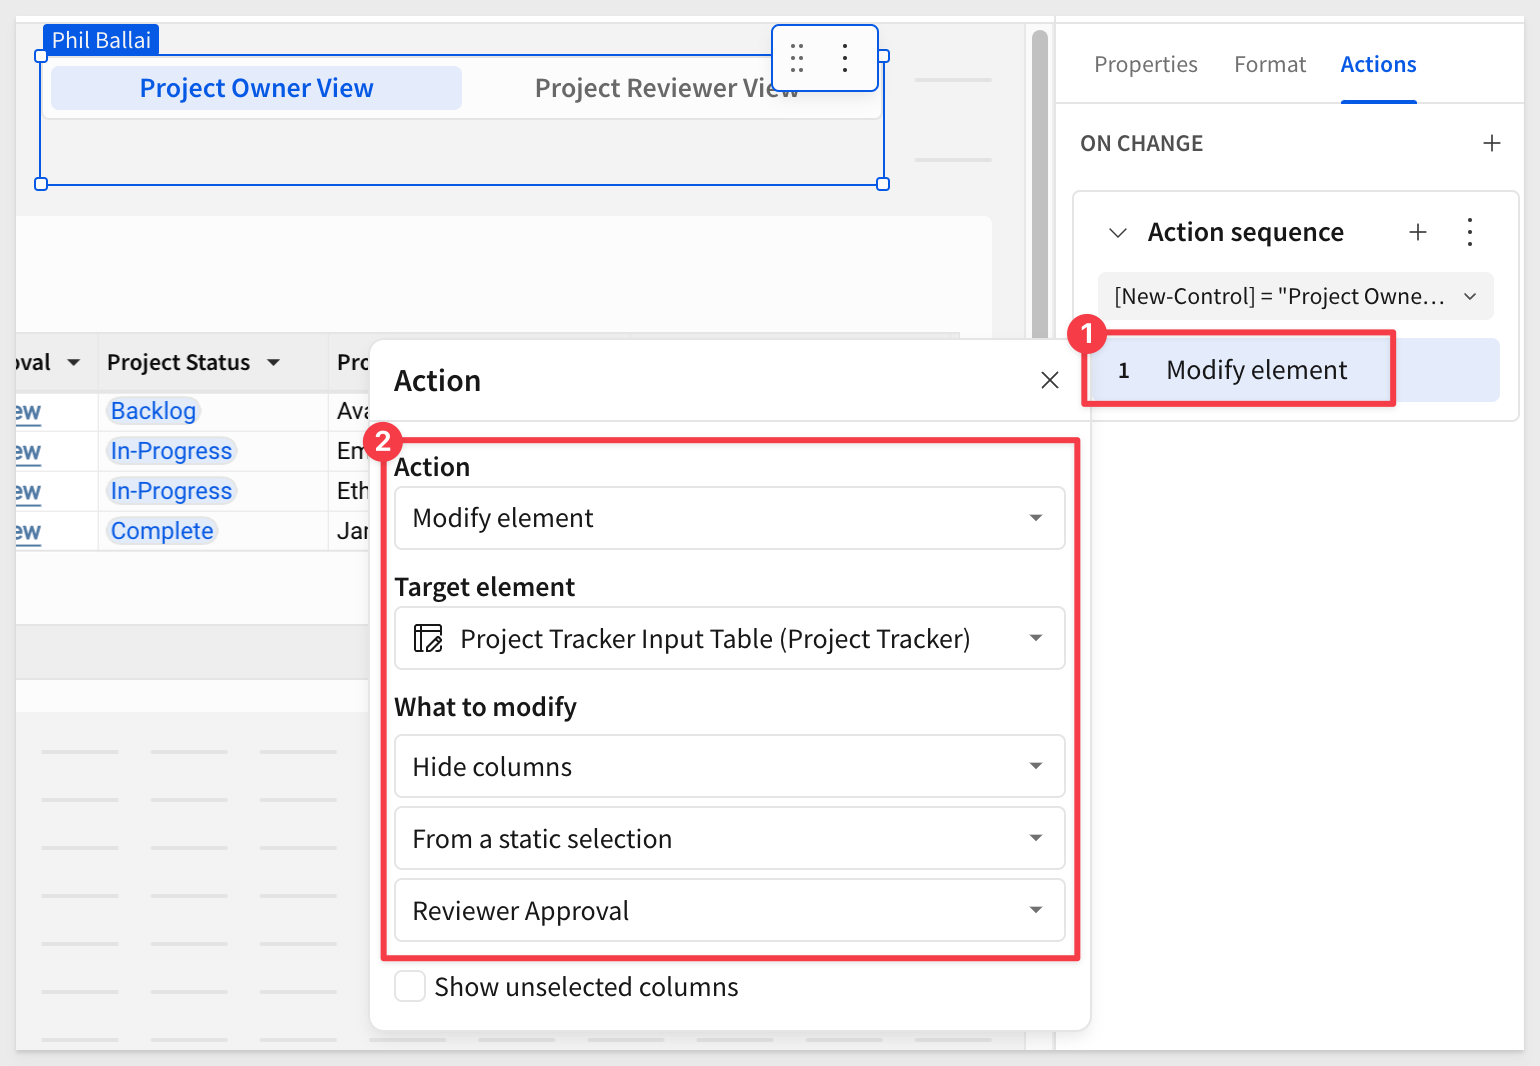 Phil Ballai
Project Owner View
Project Reviewer View
Properties
Format
Actions
ON CHANGE
Action sequence
[New-Control] = "Project Owne...
1
1 Modify element
oval
Project Status
Pro
ew
Backlog
Ava
ew
In-Progress
Em
ew
In-Progress
Eth
ew
Complete
Jar
Action
2
Action
Modify element
Target element
Project Tracker Input Table (Project Tracker)
What to modify
Hide columns
From a static selection
Reviewer Approval
Show unselected columns